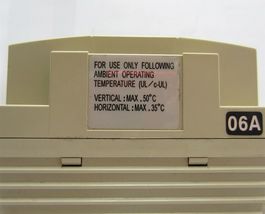 FOR USE ONLY FOLLOWING
AMBIENT OPERATING
TEMPERATURE (UL/c-UL)
VERTICAL : MAX. 50°C
HORIZONTAL : MAX. 35°C
06A